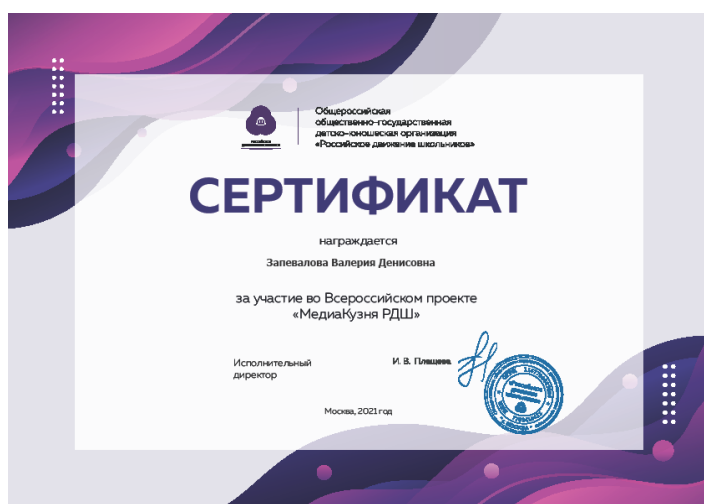 Общероссийская
общественно-государственная
детско-юношеская организация
«Российское движение школьников»
СЕРТИФИКАТ
награждается
Запевалова Валерия Денисовна
за участие во Всероссийском проекте
«МедиаКузня РДШ»
Исполнительный
директор
И. В. Плещева
Москва, 2021 год